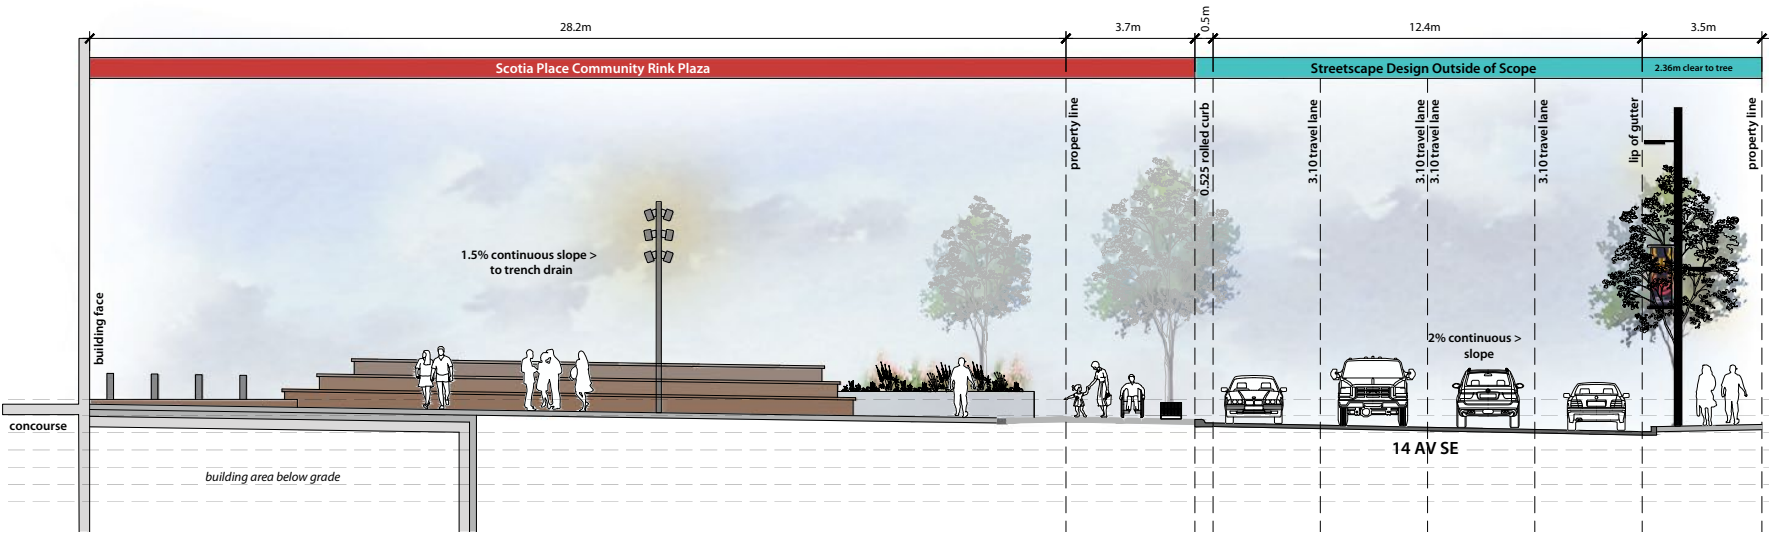 28.2m
3.7m
0.5m
12.4m
3.5m
Scotia Place Community Rink Plaza
Streetscape Design Outside of Scope
2.36m clear to tree
building face
1.5% continuous slope >
to trench drain
property line
0.525 rolled curb
3.10 travel lane
3.10 travel lane
3.10 travel lane
3.10 travel lane
lip of gutter
property line
2% continuous >
slope
concourse
building area below grade
14 AV SE